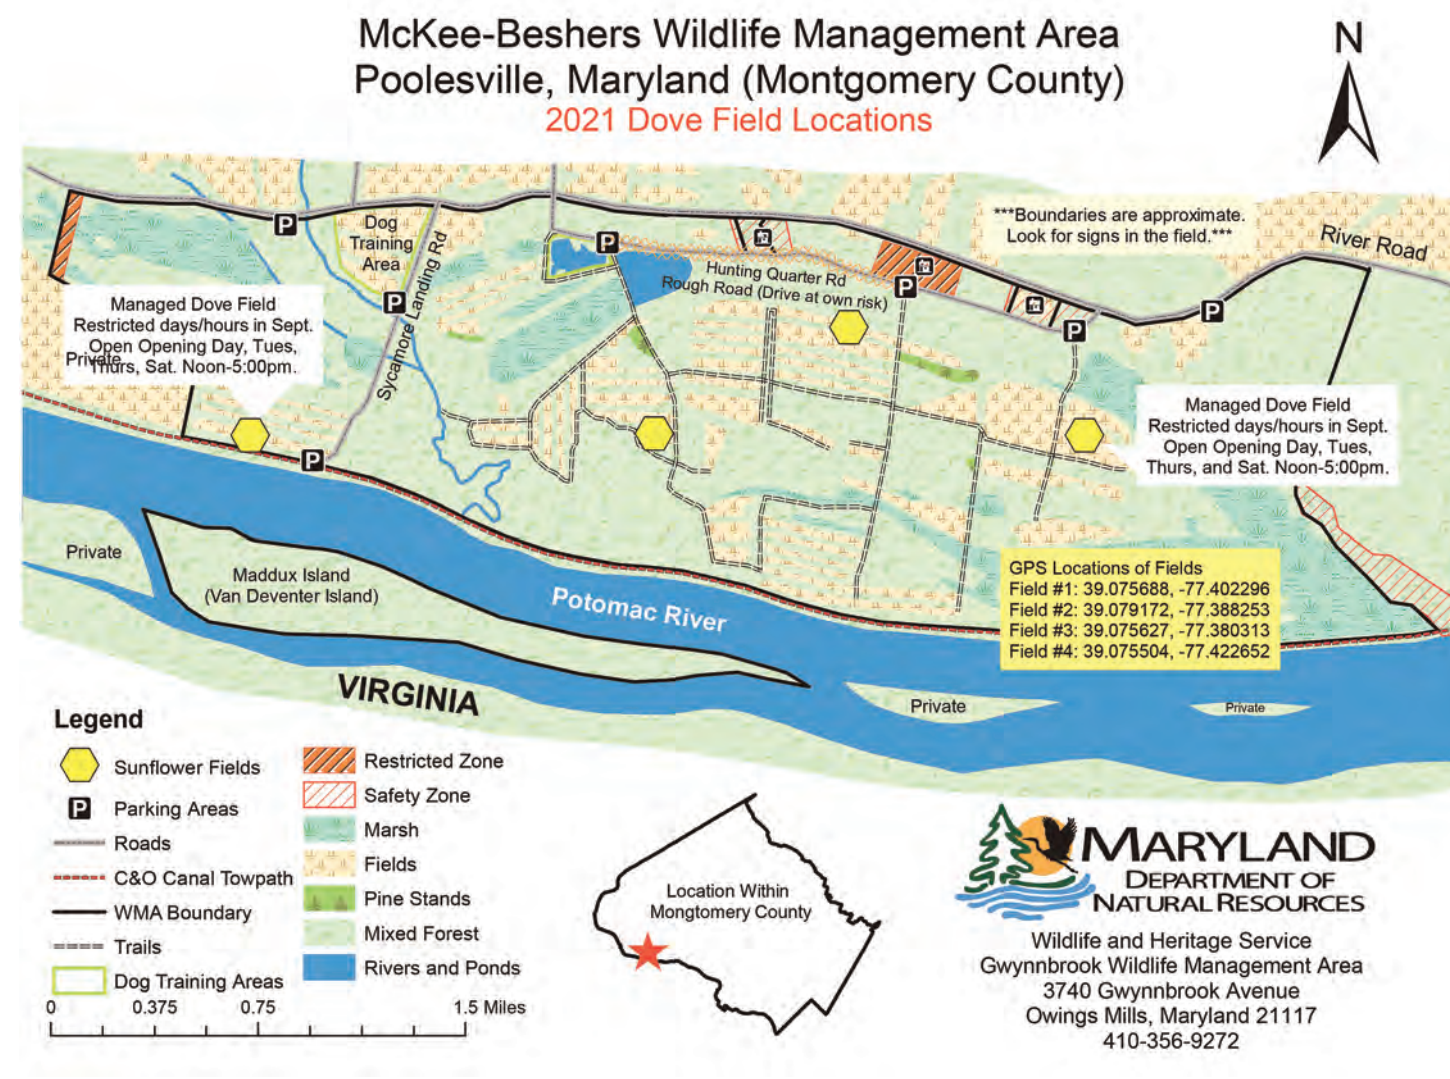 McKee-Beshers Wildlife Management Area
Poolesville, Maryland (Montgomery County)
2021 Dove Field Locations
N
***Boundaries are approximate.
Look for signs in the field.***
River Road
P
Dog
Training
Area
P
Sycamore Landing Rd
P
Hunting Quarter Rd
Rough Road (Drive at own risk)
P
P
P
Managed Dove Field
Restricted days/hours in Sept.
Open Opening Day, Tues,
Thurs, Sat. Noon-5:00pm.
Private
P
Managed Dove Field
Restricted days/hours in Sept.
Open Opening Day, Tues,
Thurs, and Sat. Noon-5:00pm.
Private
Maddux Island
(Van Deventer Island)
Potomac River
GPS Locations of Fields
Field #1: 39.075688, -77.402296
Field #2: 39.079172, -77.388253
Field #3: 39.075627, -77.380313
Field #4: 39.075504, -77.422652
VIRGINIA
Private
Private
Legend
Sunflower Fields
P Parking Areas
Roads
C&O Canal Towpath
WMA Boundary
Trails
Dog Training Areas
Restricted Zone
Safety Zone
Marsh
Fields
Pine Stands
Mixed Forest
Rivers and Ponds
0 0.375 0.75 1.5 Miles
Location Within
Mongtomery County
MARYLAND
DEPARTMENT OF
NATURAL RESOURCES
Wildlife and Heritage Service
Gwynnbrook Wildlife Management Area
3740 Gwynnbrook Avenue
Owings Mills, Maryland 21117
410-356-9272